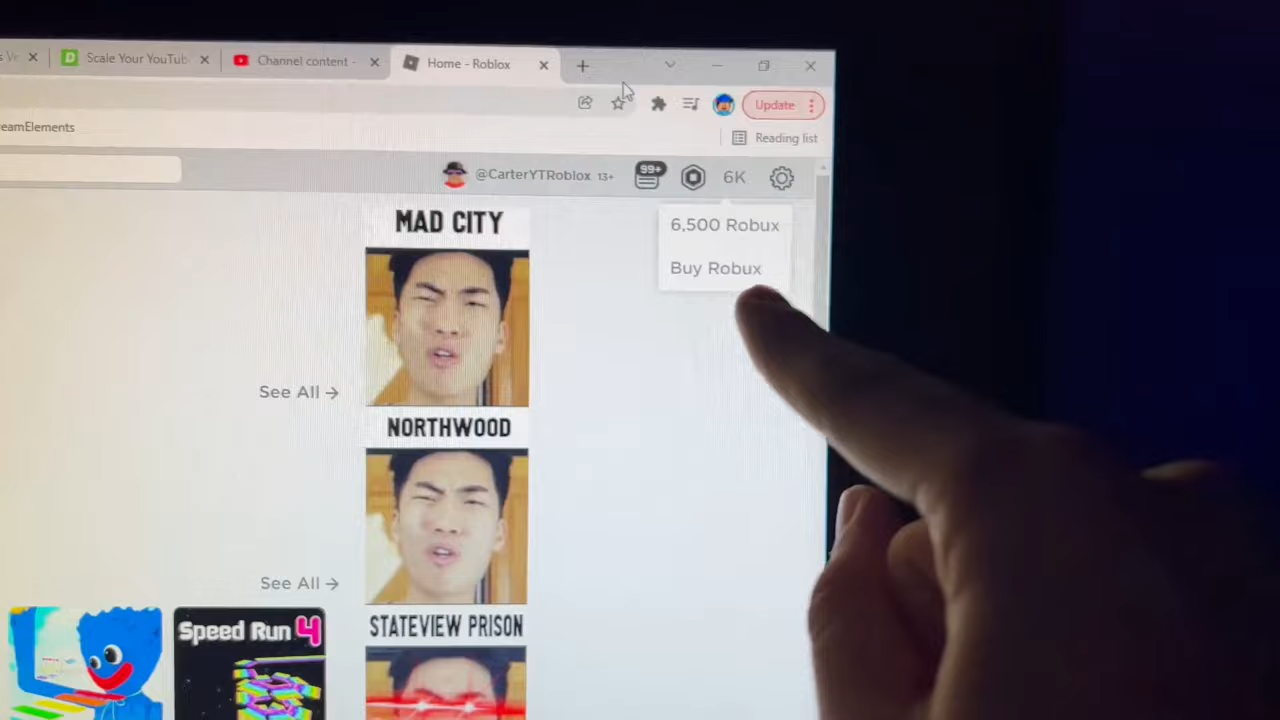 Scale Your YouTub
Channel content -
Home - Roblox
Update
eamElements
Reading list
@CarterYTRoblox 13+
99+
6K
6,500 Robux
Buy Robux
MAD CITY
See All →
NORTHWOOD
See All →
STATEVIEW PRISON
Speed Run 4